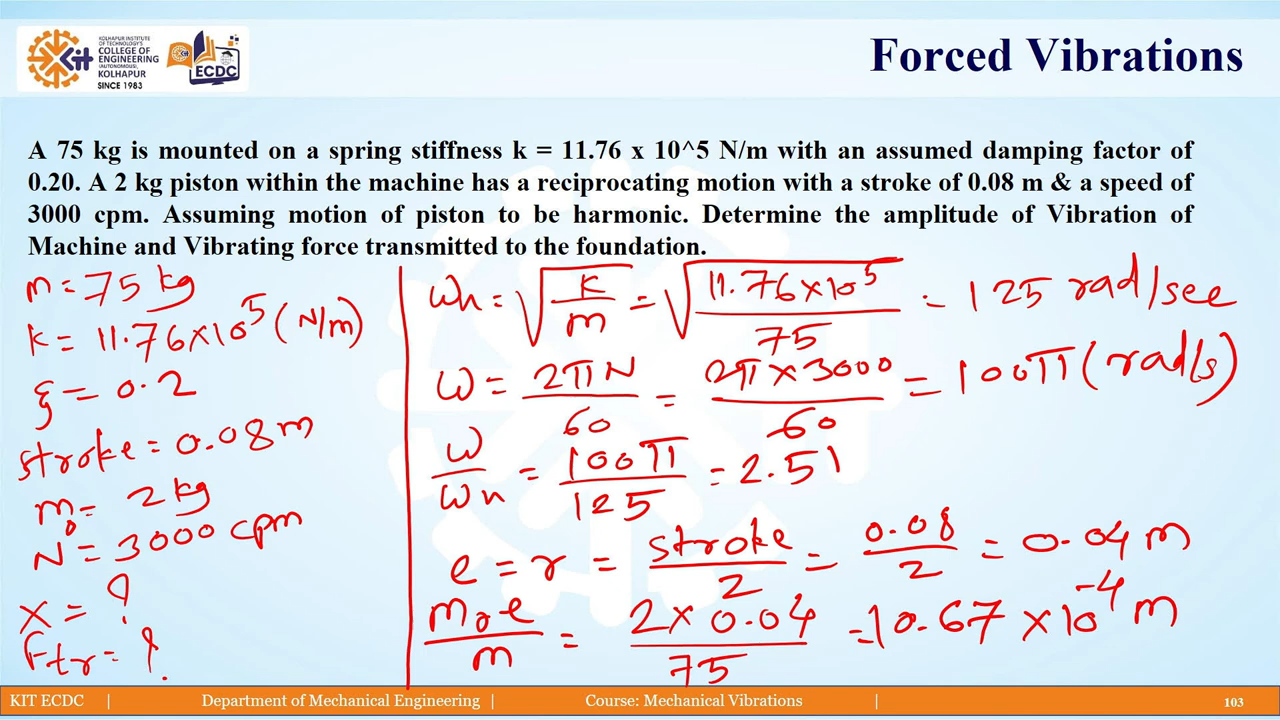 KOLHAPUR INSTITUTE
OF TECHNOLOGY'S
COLLEGE OF
ENGINEERING
(AUTONOMOUS)
KOLHAPUR
SINCE 1983
KIT
ECDC
Forced Vibrations
A 75 kg is mounted on a spring stiffness k = 11.76 x 10^5 N/m with an assumed damping factor of
0.20. A 2 kg piston within the machine has a reciprocating motion with a stroke of 0.08 m & a speed of
3000 cpm. Assuming motion of piston to be harmonic. Determine the amplitude of Vibration of
Machine and Vibrating force transmitted to the foundation.
m = 75 kg
k = 11.76 × 10^5 (N/m)
ξ = 0.2
stroke = 0.08 m
m₀ = 2 kg
N = 3000 cpm
x = ?
Ftr = ?
ωn = √(k/m) = √(11.76 × 10^5 / 75) = 125 rad/sec
ω = 2πN/60 = 2π × 3000/60 = 100π (rad/s)
ω/ωn = 100π/125 = 2.51
e = r = stroke/2 = 0.08/2 = 0.04 m
m₀e/m = 2 × 0.04/75 = 10.67 × 10^-4 m
KIT ECDC | Department of Mechanical Engineering | Course: Mechanical Vibrations | 103